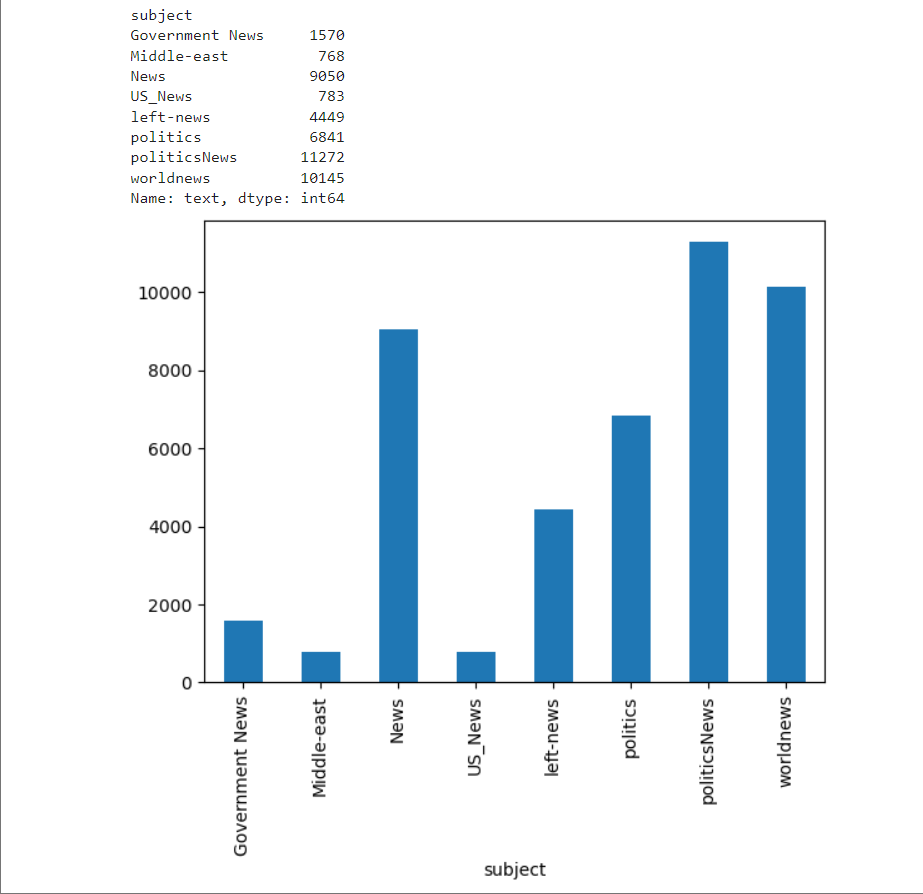 subject
Government News 1570
Middle-east 768
News 9050
US_News 783
left-news 4449
politics 6841
politicsNews 11272
worldnews 10145
Name: text, dtype: int64
10000
8000
6000
4000
2000
0
Government News
Middle-east
News
US_News
left-news
politics
politicsNews
worldnews
subject